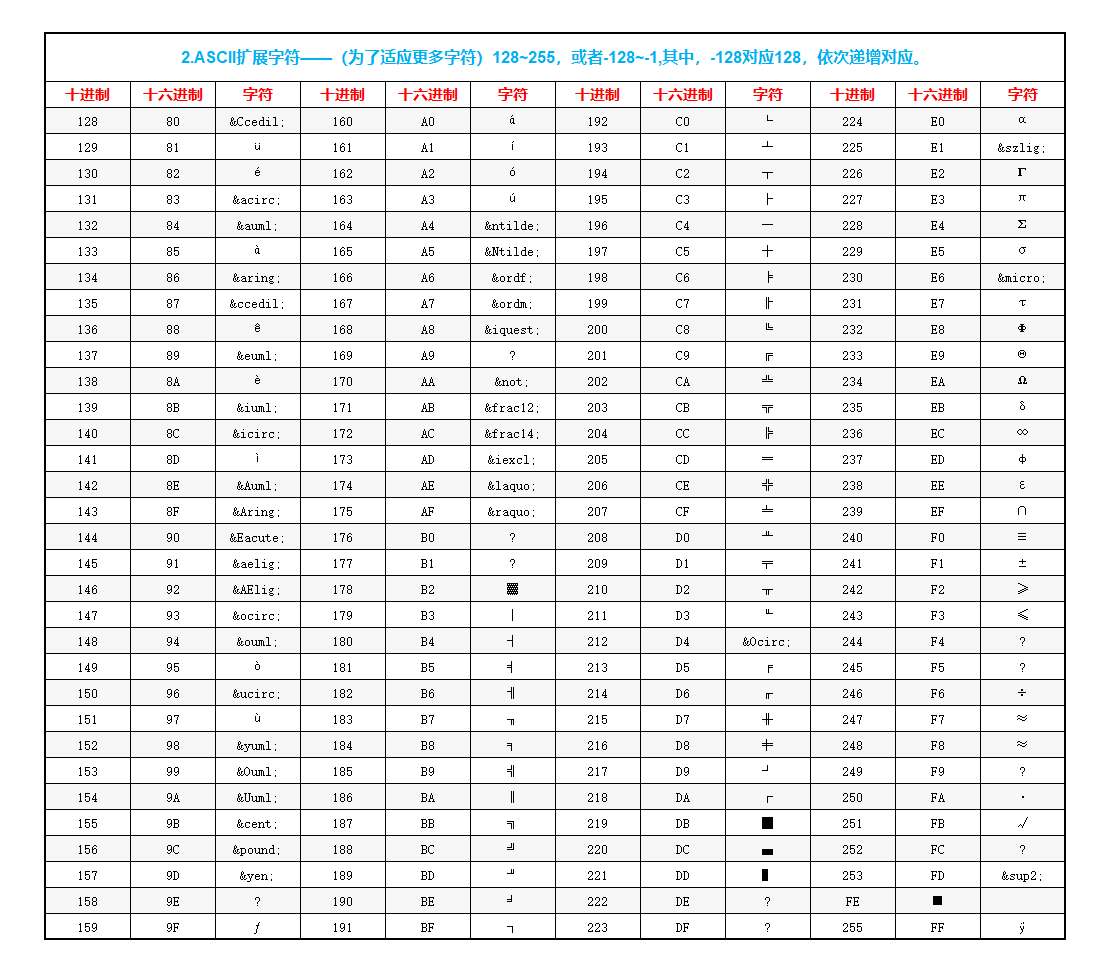 2.ASCII扩展字符——（为了适应更多字符）128~255，或者-128~-1,其中，-128对应128，依次递增对应。
十进制 十六进制 字符 十进制 十六进制 字符 十进制 十六进制 字符 十进制 十六进制 字符
128 80 &Ccedil; 160 A0 á 192 C0 └ 224 E0 α
129 81 ü 161 A1 í 193 C1 ┴ 225 E1 &szlig;
130 82 é 162 A2 ó 194 C2 ┬ 226 E2 Γ
131 83 &acirc; 163 A3 ú 195 C3 ├ 227 E3 π
132 84 &auml; 164 A4 &ntilde; 196 C4 ─ 228 E4 Σ
133 85 à 165 A5 &Ntilde; 197 C5 ┼ 229 E5 σ
134 86 &aring; 166 A6 &ordf; 198 C6 ╞ 230 E6 &micro;
135 87 &ccedil; 167 A7 &ordm; 199 C7 ╟ 231 E7 τ
136 88 ê 168 A8 &iquest; 200 C8 ╚ 232 E8 Φ
137 89 &euml; 169 A9 ? 201 C9 ╔ 233 E9 Θ
138 8A è 170 AA &not; 202 CA ╩ 234 EA Ω
139 8B &iuml; 171 AB &frac12; 203 CB ╦ 235 EB δ
140 8C &icirc; 172 AC &frac14; 204 CC ╠ 236 EC ∞
141 8D ì 173 AD &iexcl; 205 CD ═ 237 ED φ
142 8E &Auml; 174 AE &laquo; 206 CE ╬ 238 EE ε
143 8F &Aring; 175 AF &raquo; 207 CF ╧ 239 EF ∩
144 90 &Eacute; 176 B0 ? 208 D0 ╨ 240 F0 ≡
145 91 &aelig; 177 B1 ? 209 D1 ╤ 241 F1 ±
146 92 &AElig; 178 B2 ▓ 210 D2 ╥ 242 F2 ≥
147 93 &ocirc; 179 B3 │ 211 D3 ╙ 243 F3 ≤
148 94 &ouml; 180 B4 ┤ 212 D4 &Ocirc; 244 F4 ?
149 95 ò 181 B5 ╡ 213 D5 ╒ 245 F5 ?
150 96 &ucirc; 182 B6 ╢ 214 D6 ╓ 246 F6 ÷
151 97 ù 183 B7 ╖ 215 D7 ╫ 247 F7 ≈
152 98 &yuml; 184 B8 ╕ 216 D8 ╪ 248 F8 ≈
153 99 &Ouml; 185 B9 ╣ 217 D9 ┘ 249 F9 ?
154 9A &Uuml; 186 BA ║ 218 DA ┌ 250 FA ·
155 9B &cent; 187 BB ╗ 219 DB █ 251 FB √
156 9C &pound; 188 BC ╝ 220 DC ▄ 252 FC ?
157 9D &yen; 189 BD ╜ 221 DD ▌ 253 FD &sup2;
158 9E ? 190 BE ╛ 222 DE ? FE ■
159 9F ƒ 191 BF ┐ 223 DF ? 255 FF ÿ